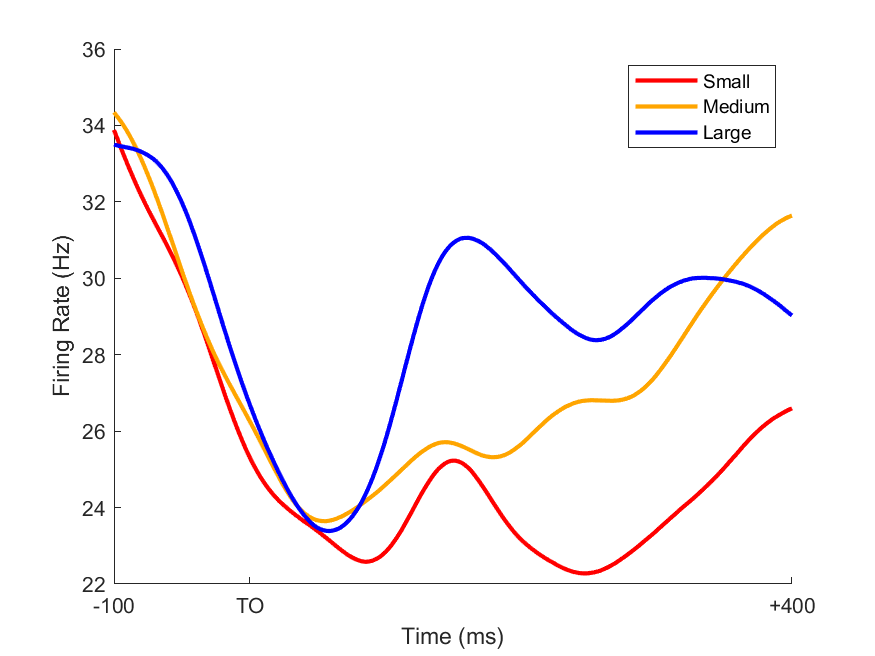 36
34
32
30
28
26
24
22
Firing Rate (Hz)
Small
Medium
Large
-100
TO
+400
Time (ms)